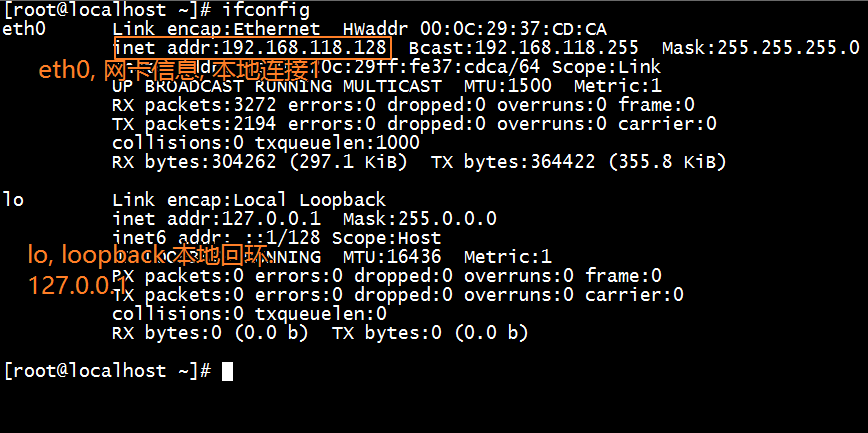 [root@localhost ~]# ifconfig
eth0 Link encap:Ethernet HWaddr 00:0C:29:37:CD:CA
inet addr:192.168.118.128 Bcast:192.168.118.255 Mask:255.255.255.0
eth0, 网卡信息, 本地连接1
0c:29ff:fe37:cdca/64 Scope:Link
UP BROADCAST RUNNING MULTICAST MTU:1500 Metric:1
RX packets:3272 errors:0 dropped:0 overruns:0 frame:0
TX packets:2194 errors:0 dropped:0 overruns:0 carrier:0
collisions:0 txqueuelen:1000
RX bytes:304262 (297.1 KiB) TX bytes:364422 (355.8 KiB)
lo Link encap:Local Loopback
inet addr:127.0.0.1 Mask:255.0.0.0
inet6 addr: ::1/128 Scope:Host
lo, loopback 本地回环.
MTU:16436 Metric:1
127.0.0.1
RX packets:0 errors:0 dropped:0 overruns:0 frame:0
TX packets:0 errors:0 dropped:0 overruns:0 carrier:0
collisions:0 txqueuelen:0
RX bytes:0 (0.0 b) TX bytes:0 (0.0 b)
[root@localhost ~]#